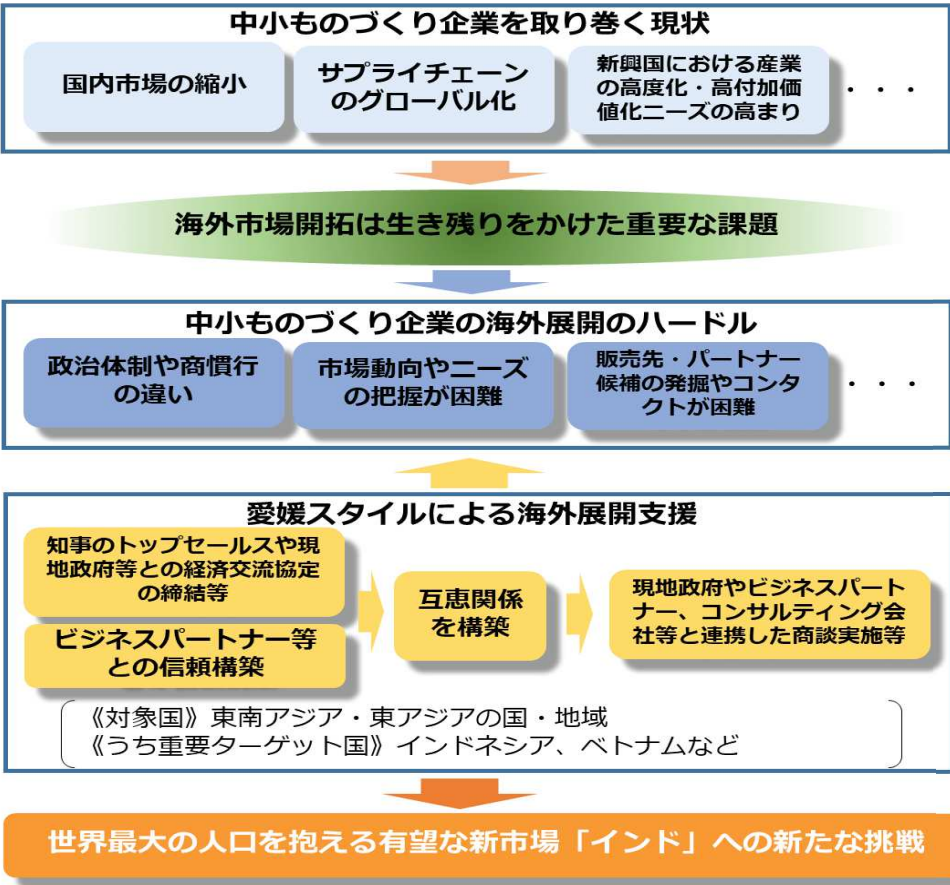 中小ものづくり企業を取り巻く現状
国内市場の縮小
サプライチェーン
のグローバル化
新興国における産業
の高度化・高付加価
値化ニーズの高まり
・・・
海外市場開拓は生き残りをかけた重要な課題
中小ものづくり企業の海外展開のハードル
政治体制や商慣行
の違い
市場動向やニーズ
の把握が困難
販売先・パートナー
候補の発掘やコンタ
クトが困難
・・・
愛媛スタイルによる海外展開支援
知事のトップセールスや現
地政府等との経済交流協定
の締結等
ビジネスパートナー等
との信頼構築
互恵関係
を構築
現地政府やビジネスパート
ナー、コンサルティング会
社等と連携した商談実施等
《対象国》東南アジア・東アジアの国・地域
《うち重要ターゲット国》インドネシア、ベトナムなど
世界最大の人口を抱える有望な新市場「インド」への新たな挑戦